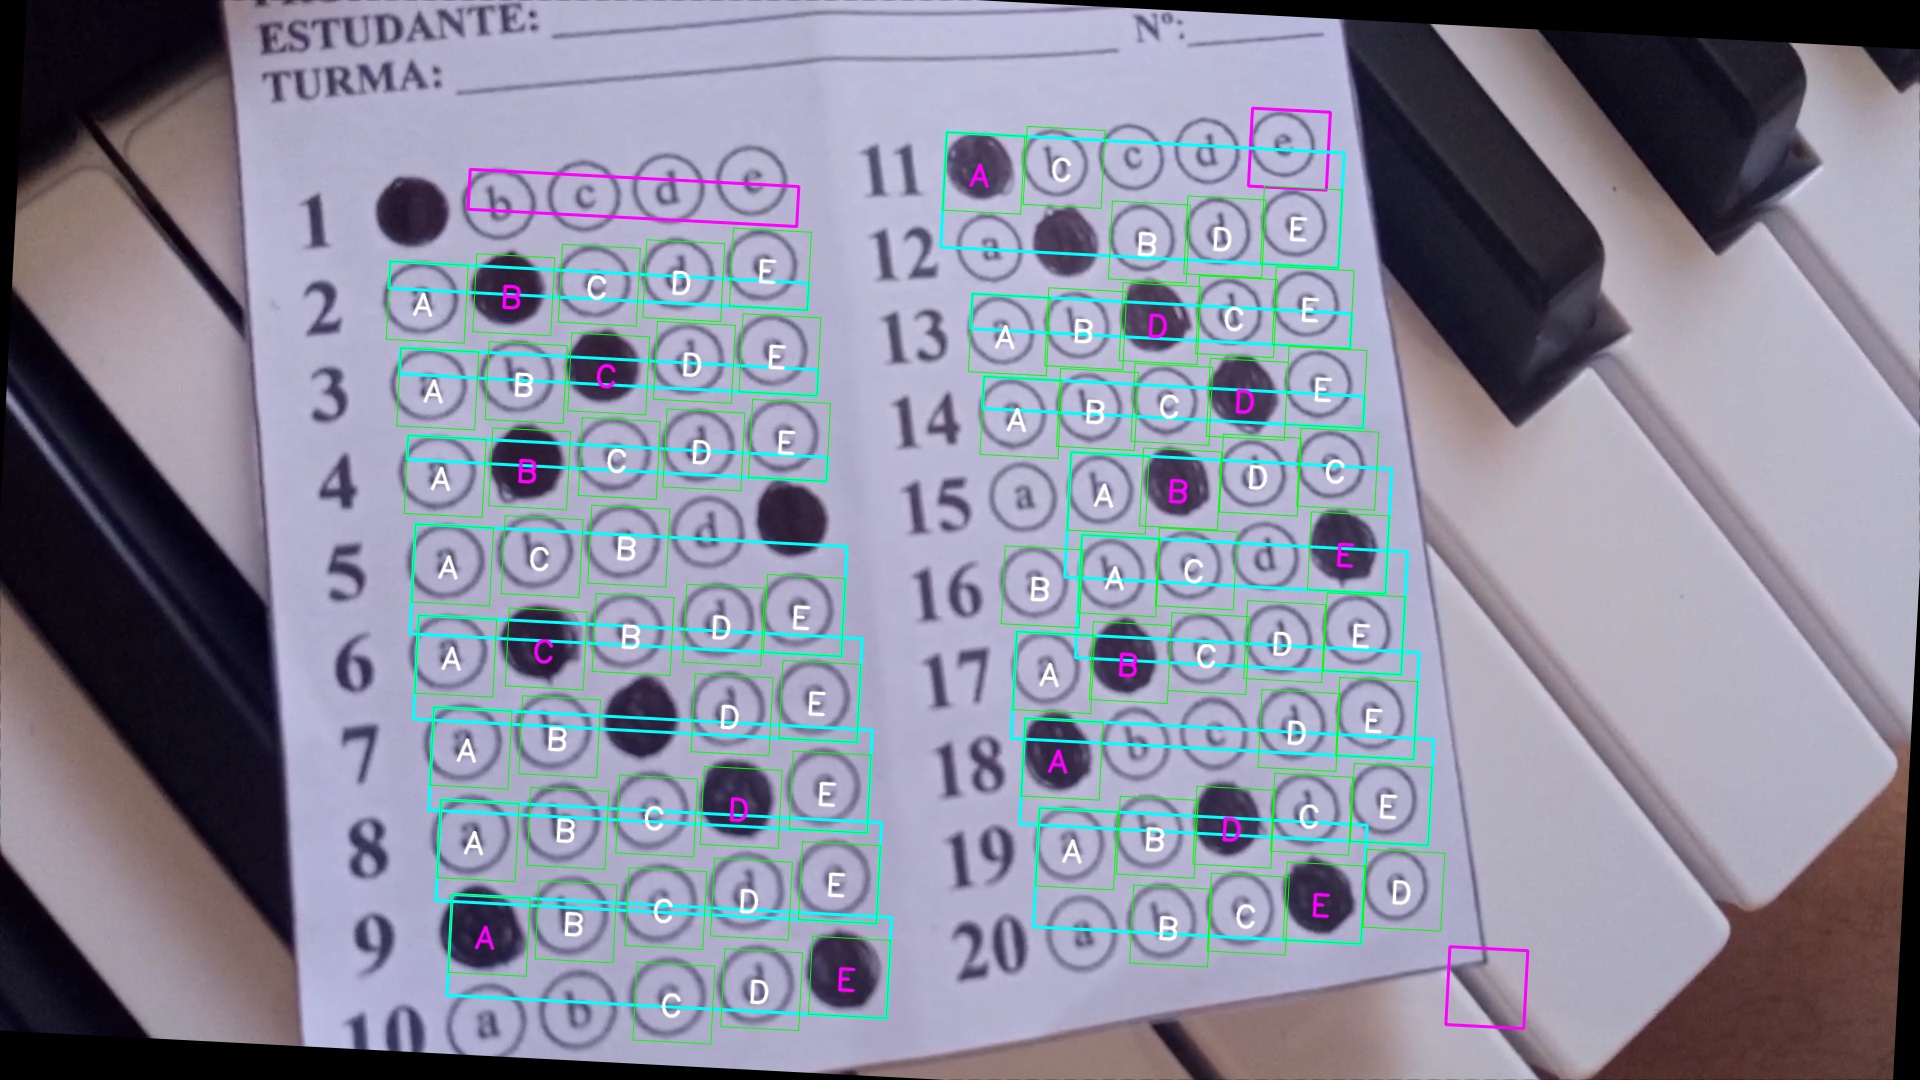 ESTUDANTE: Nº:
TURMA:
1 b c d e
2 A B C D E
3 A B C D E
4 A B C D E
5 A C B d
6 A C B D E
7 A B D E
8 A B C D E
9 A B C D E
10 a b C D E
11 A C c d e
12 a B D E
13 A B D C E
14 A B C D E
15 a A B D C
16 B A C d E
17 A B C D E
18 A b c D E
19 A B D C E
20 a B C E D